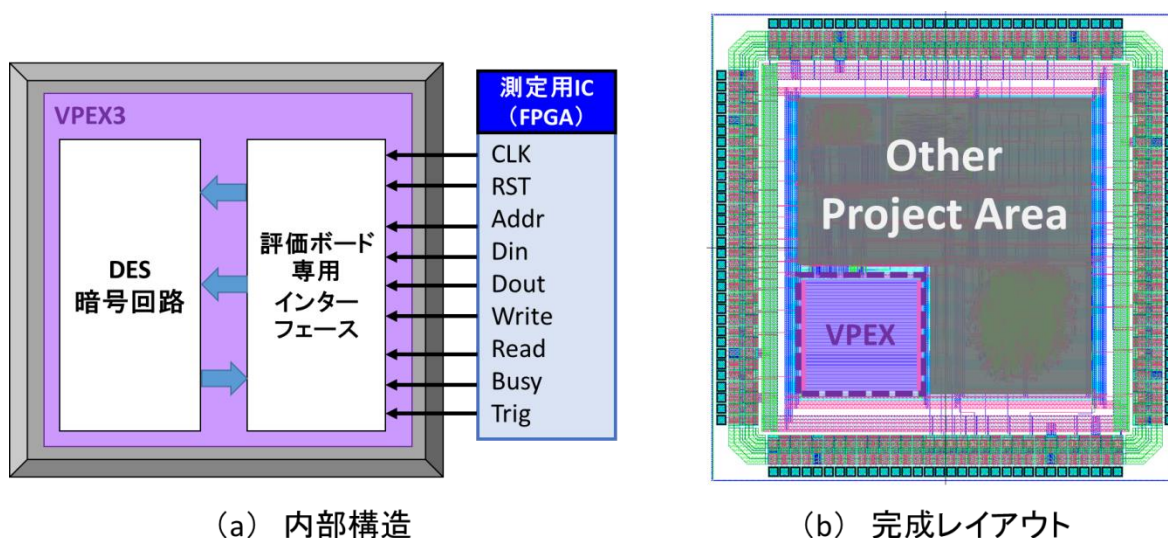 VPEX3
DES
暗号回路
評価ボード
専用
インター
フェース
測定用IC
（FPGA）
CLK
RST
Addr
Din
Dout
Write
Read
Busy
Trig
（a） 内部構造
Other
Project Area
VPEX
（b） 完成レイアウト